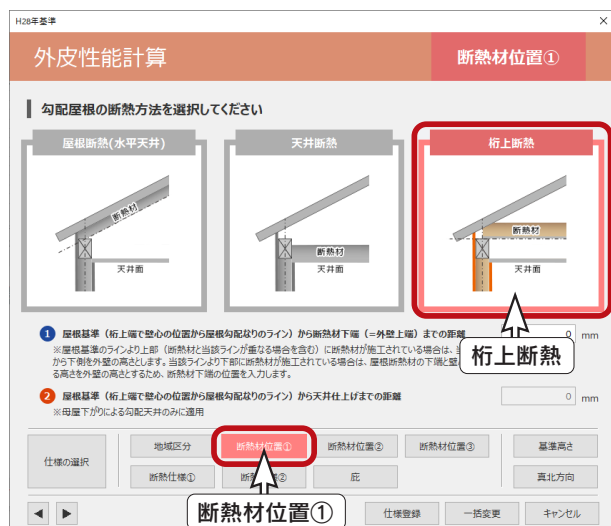 H28年基準
外皮性能計算
断熱材位置①
勾配屋根の断熱方法を選択してください
屋根断熱(水平天井)
天井断熱
桁上断熱
断熱材
天井面
断熱材
天井面
断熱材
天井面
1 屋根基準（桁上端で壁心の位置から屋根勾配なりのライン）から断熱材下端（=外壁上端）までの距離
0 mm
※屋根基準のラインより上部（断熱材と当該ラインが重なる場合を含む）に断熱材が施工されている場合は、
から下側を外壁の高さとします。当該ラインより下部に断熱材が施工されている場合は、屋根断熱材の下端と壁
る高さを外壁の高さとするため、断熱材下端の位置を入力します。
桁上断熱
2 屋根基準（桁上端で壁心の位置から屋根勾配なりのライン）から天井仕上げまでの距離
0 mm
※母屋下がりによる勾配天井のみに適用
仕様の選択
地域区分
断熱材位置①
断熱材位置②
断熱材位置③
基準高さ
断熱仕様①
庇
真北方向
断熱材位置①
仕様登録
一括変更
キャンセル